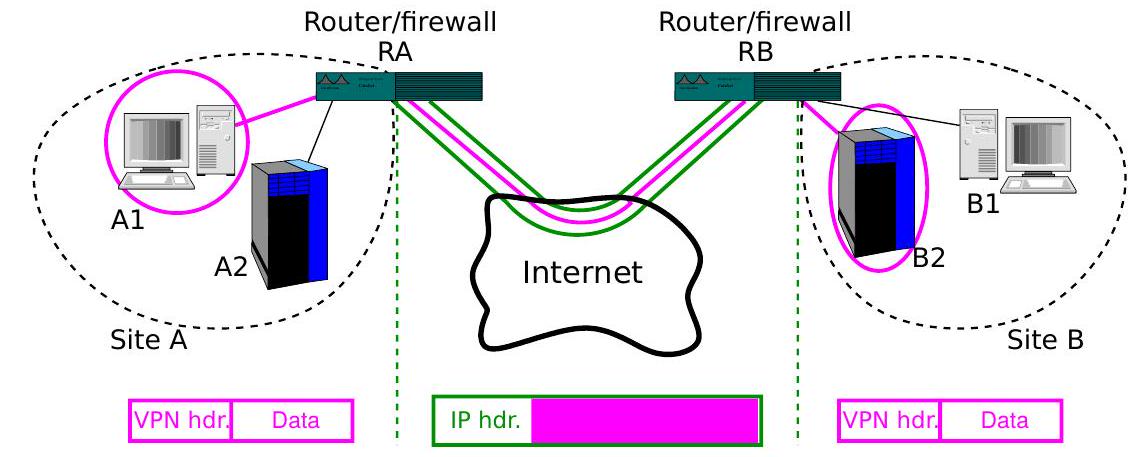 Router/firewall
RA
Router/firewall
RB
A1
A2
B1
B2
Internet
Site A
Site B
VPN hdr.
Data
IP hdr.
VPN hdr.
Data